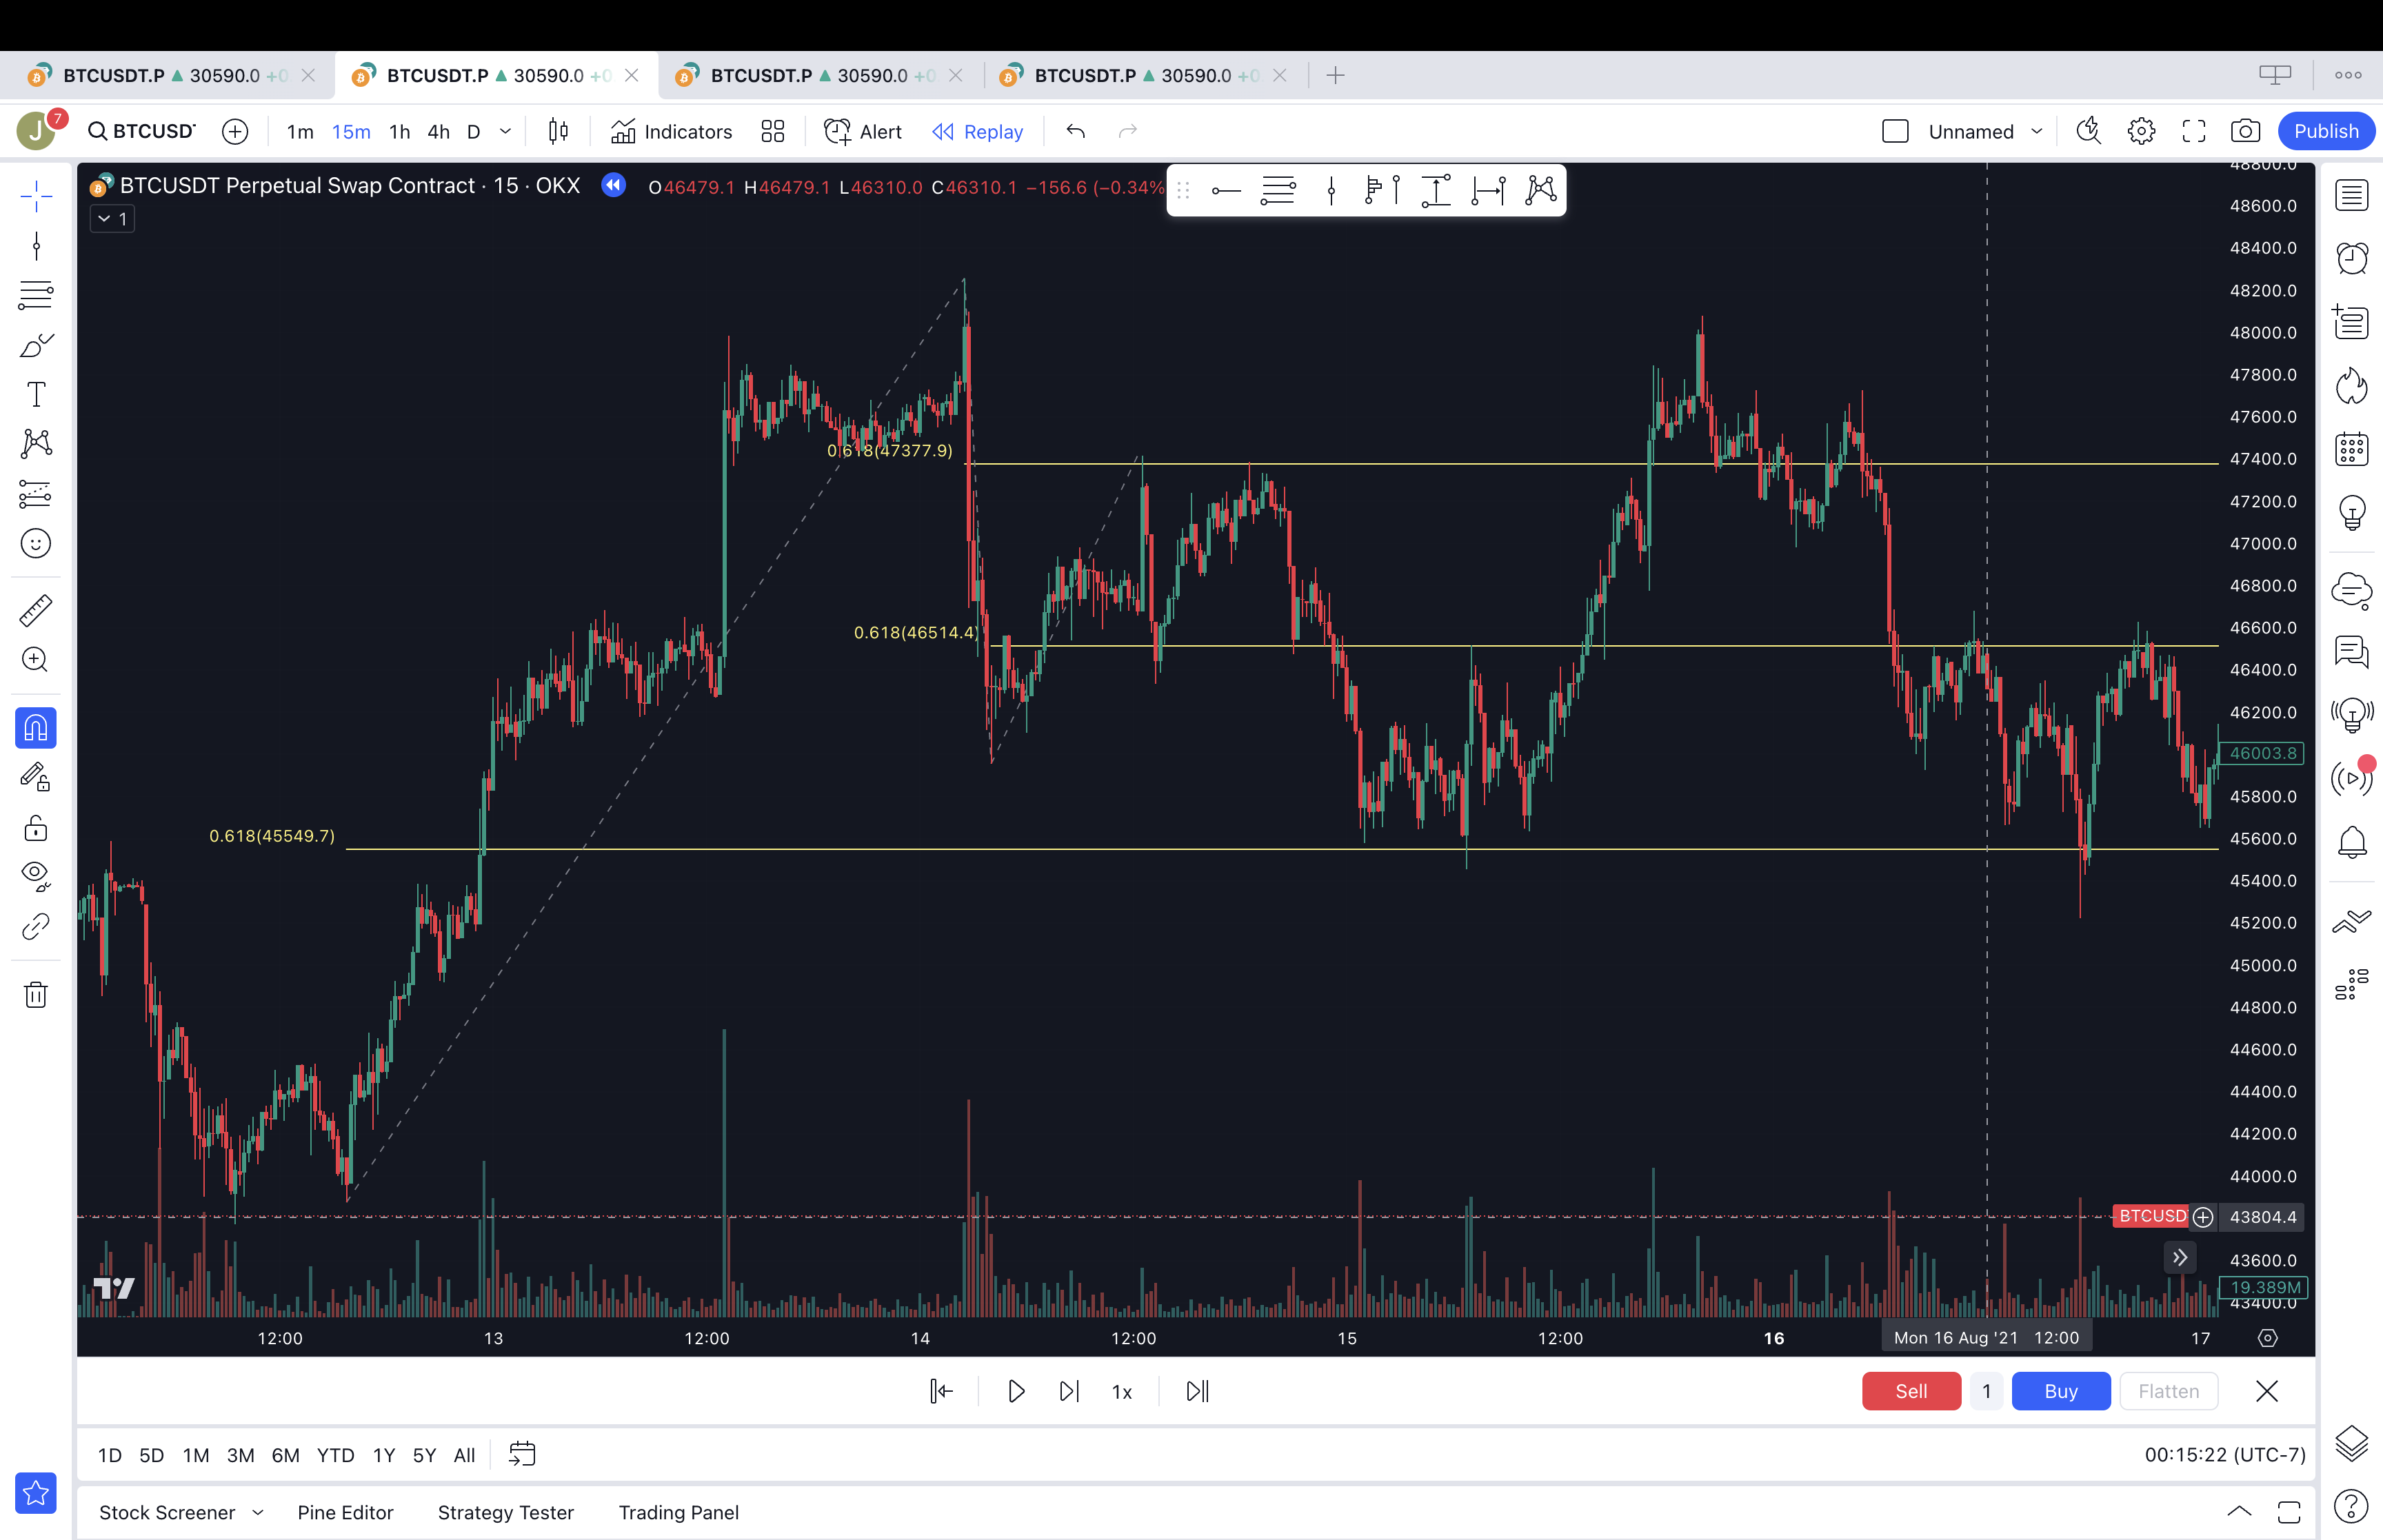 BTCUSDT.P ▲ 30590.0 +0
BTCUSDT.P ▲ 30590.0 +0
BTCUSDT.P ▲ 30590.0 +0
BTCUSDT.P ▲ 30590.0 +0
J 7 BTCUSD 1m 15m 1h 4h D Indicators Alert Replay Unnamed Publish
BTCUSDT Perpetual Swap Contract · 15 · OKX O46479.1 H46479.1 L46310.0 C46310.1 −156.6 (−0.34%
1
48800.0
48600.0
48400.0
48200.0
48000.0
47800.0
47600.0
0.618(47377.9)
47400.0
47200.0
47000.0
46800.0
0.618(46514.4)
46600.0
46400.0
46200.0
46003.8
45800.0
0.618(45549.7)
45600.0
45400.0
45200.0
45000.0
44800.0
44600.0
44400.0
44200.0
44000.0
BTCUSD 43804.4
43600.0
19.389M
43400.0
12:00 13 12:00 14 12:00 15 12:00 16 Mon 16 Aug '21 12:00 17
1x Sell 1 Buy Flatten
1D 5D 1M 3M 6M YTD 1Y 5Y All 00:15:22 (UTC-7)
Stock Screener Pine Editor Strategy Tester Trading Panel